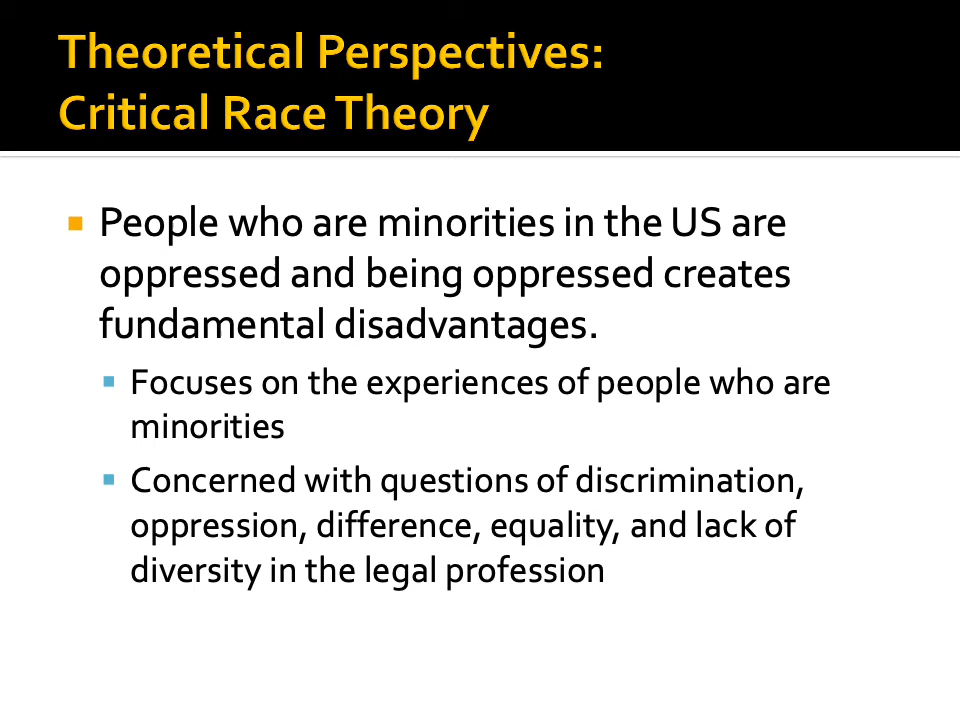 Theoretical Perspectives:
Critical Race Theory
People who are minorities in the US are
oppressed and being oppressed creates
fundamental disadvantages.
Focuses on the experiences of people who are
minorities
Concerned with questions of discrimination,
oppression, difference, equality, and lack of
diversity in the legal profession